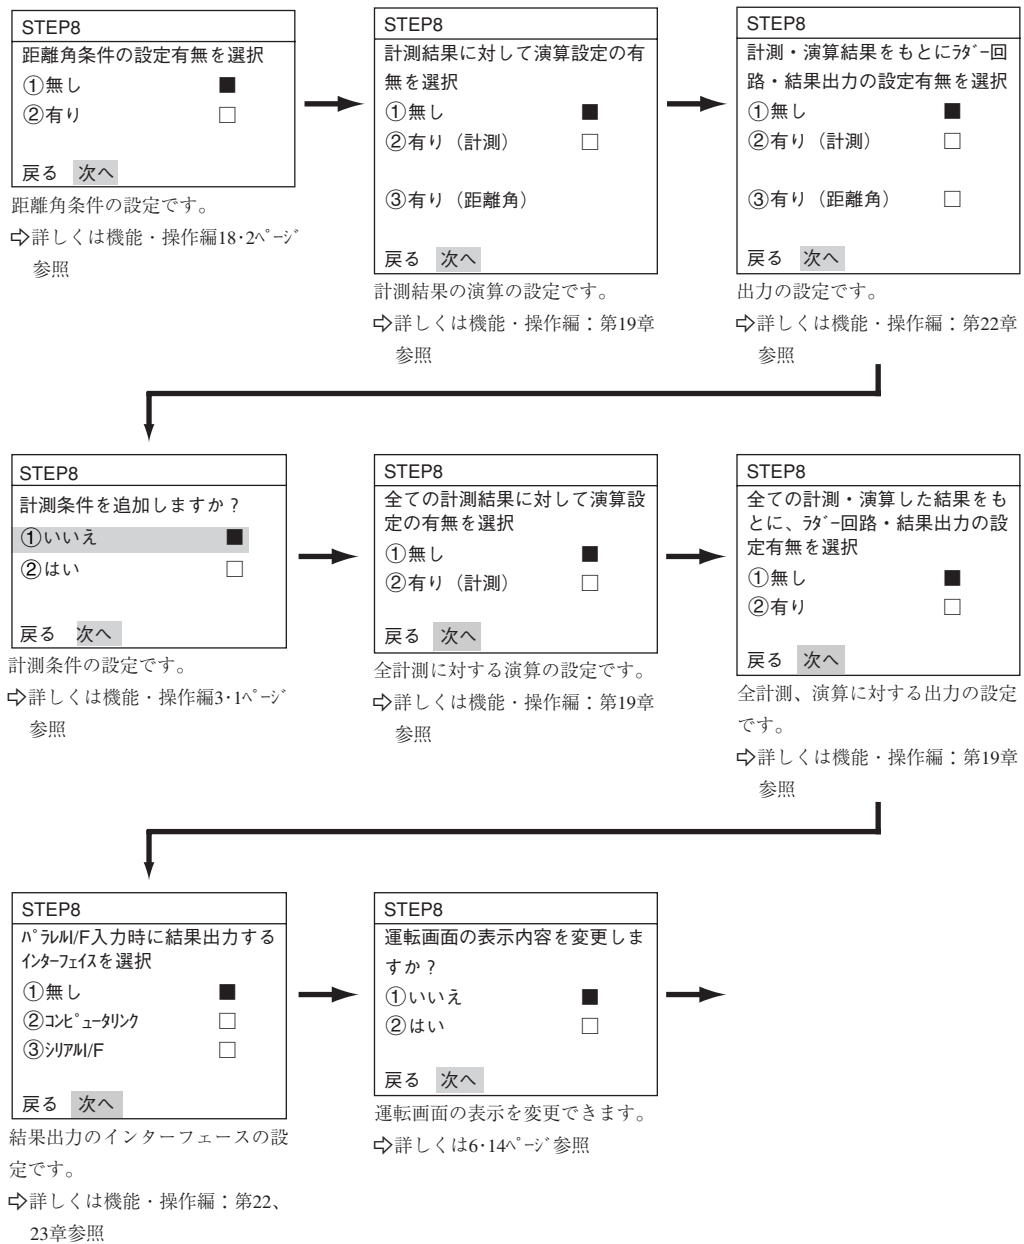 STEP8
距離角条件の設定有無を選択
①無し ■
②有り □
戻る 次へ
距離角条件の設定です。
⇨詳しくは機能・操作編18･2ﾍﾟｰｼﾞ
参照
STEP8
計測結果に対して演算設定の有
無を選択
①無し ■
②有り（計測） □
③有り（距離角）
戻る 次へ
計測結果の演算の設定です。
⇨詳しくは機能・操作編：第19章
参照
STEP8
計測・演算結果をもとにﾗﾀﾞｰ回
路・結果出力の設定有無を選択
①無し ■
②有り（計測） □
③有り（距離角） □
戻る 次へ
出力の設定です。
⇨詳しくは機能・操作編：第22章
参照
STEP8
計測条件を追加しますか？
①いいえ ■
②はい □
戻る 次へ
計測条件の設定です。
⇨詳しくは機能・操作編3･1ﾍﾟｰｼﾞ
参照
STEP8
全ての計測結果に対して演算設
定の有無を選択
①無し ■
②有り（計測） □
戻る 次へ
全計測に対する演算の設定です。
⇨詳しくは機能・操作編：第19章
参照
STEP8
全ての計測・演算した結果をも
とに、ﾗﾀﾞｰ回路・結果出力の設
定有無を選択
①無し ■
②有り □
戻る 次へ
全計測、演算に対する出力の設定
です。
⇨詳しくは機能・操作編：第19章
参照
STEP8
ﾊﾟﾗﾚﾙI/F入力時に結果出力する
ｲﾝﾀｰﾌｪｲｽを選択
①無し ■
②ｺﾝﾋﾟｭｰﾀﾘﾝｸ □
③ｼﾘｱﾙI/F □
戻る 次へ
結果出力のインターフェースの設
定です。
⇨詳しくは機能・操作編：第22、
23章参照
STEP8
運転画面の表示内容を変更しま
すか？
①いいえ ■
②はい □
戻る 次へ
運転画面の表示を変更できます。
⇨詳しくは6･14ﾍﾟｰｼﾞ参照